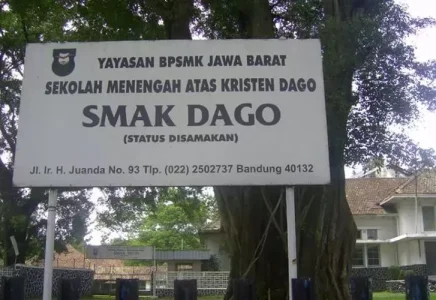 YAYASAN BPSMK JAWA BARAT
SEKOLAH MENENGAH ATAS KRISTEN DAGO
SMAK DAGO
(STATUS DISAMAKAN)
Jl. Ir. H. Juanda No. 93 Tlp. (022) 2502737 Bandung 40132